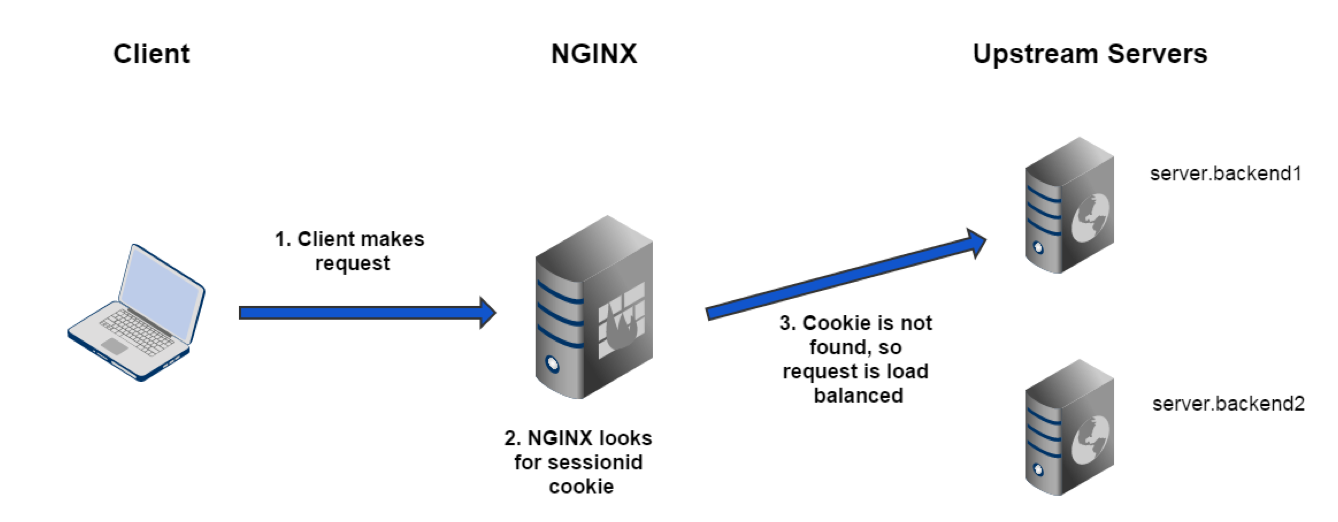 Client
NGINX
Upstream Servers
server.backend1
1. Client makes
request
3. Cookie is not
found, so
request is load
balanced
server.backend2
2. NGINX looks
for sessionid
cookie